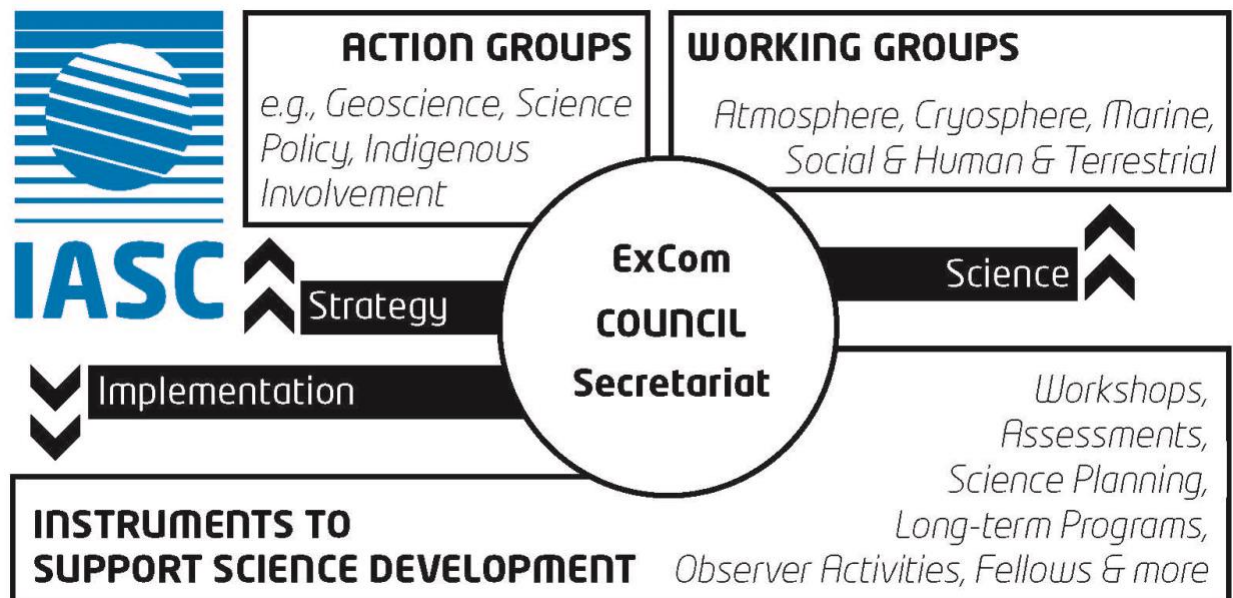 IASC
ACTION GROUPS
e.g., Geoscience, Science
Policy, Indigenous
Involvement
WORKING GROUPS
Atmosphere, Cryosphere, Marine,
Social & Human & Terrestrial
Strategy
Science
Implementation
ExCom
COUNCIL
Secretariat
INSTRUMENTS TO
SUPPORT SCIENCE DEVELOPMENT
Workshops,
Assessments,
Science Planning,
Long-term Programs,
Observer Activities, Fellows & more